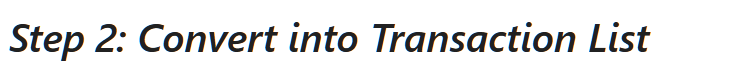 Step 2: Convert into Transaction List